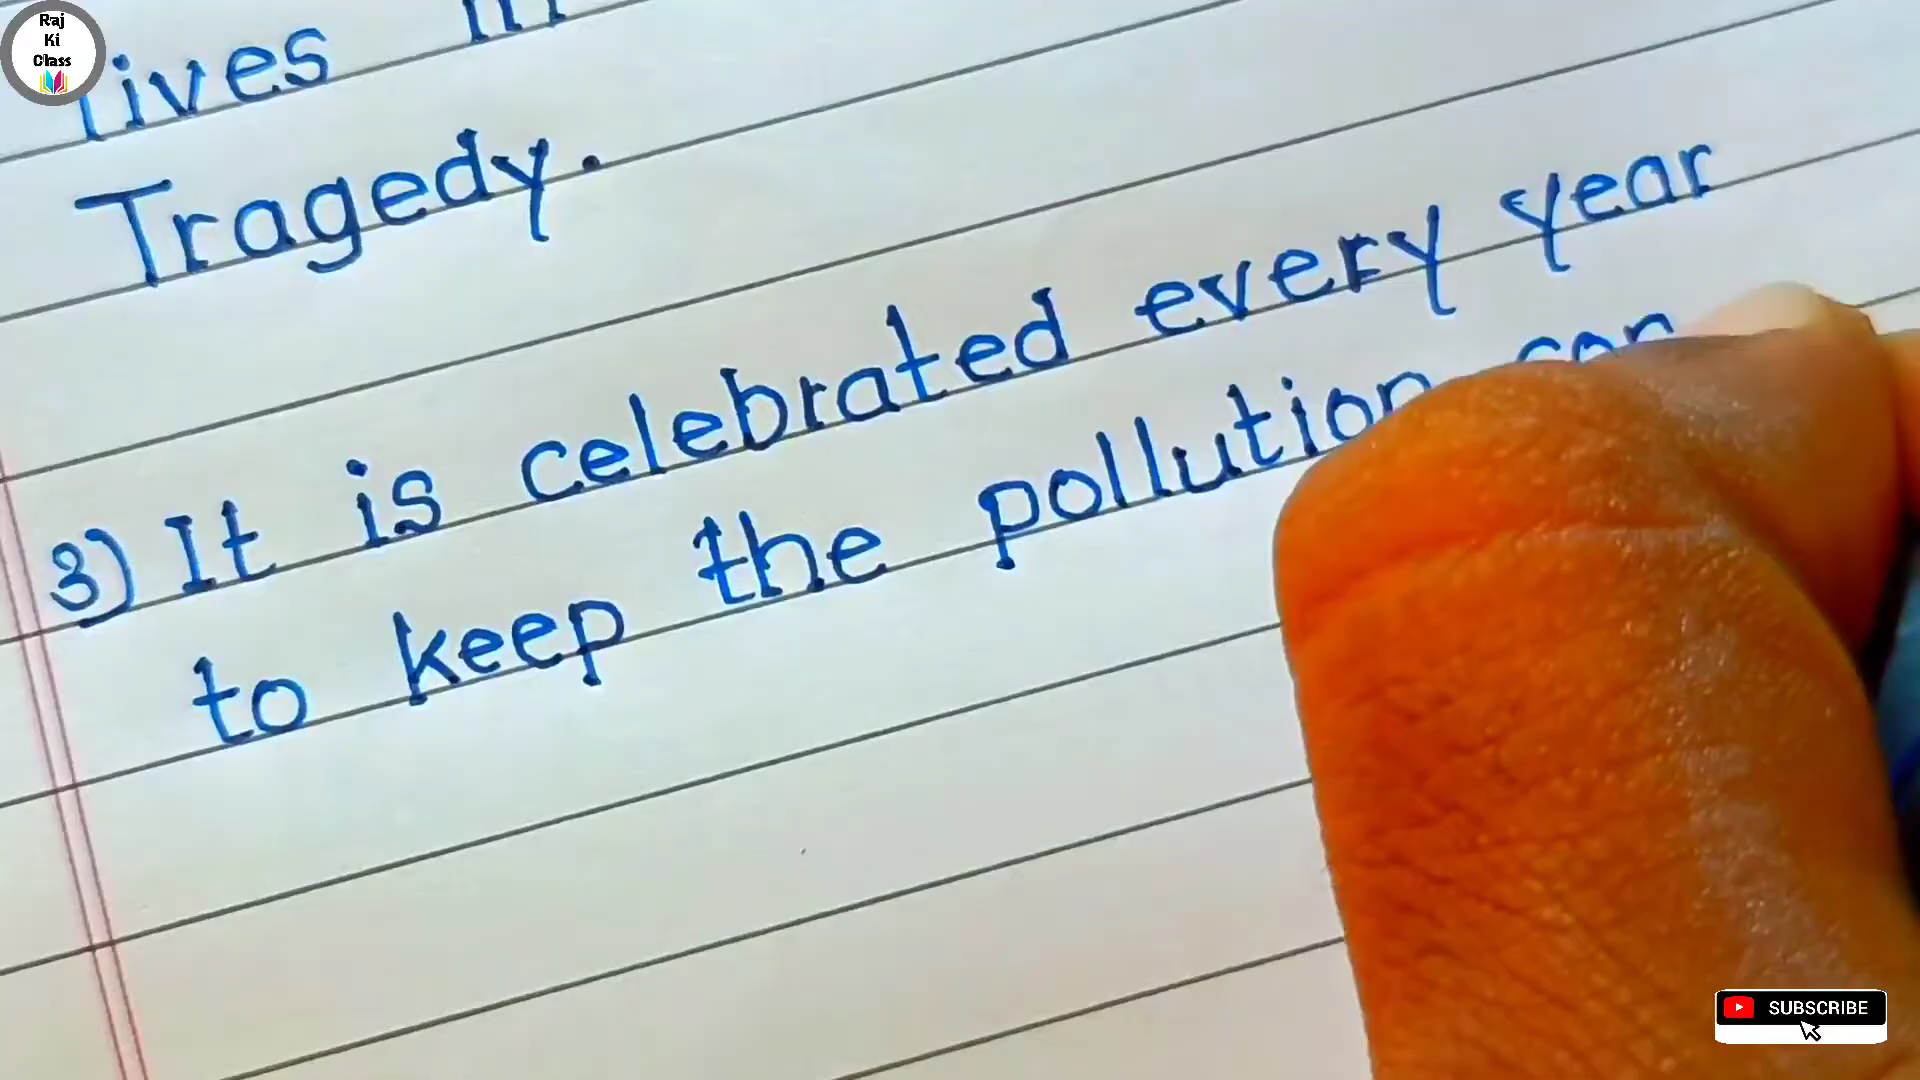 Raj
Ki
Class
lives
Tragedy.
3) It is celebrated every year
to keep the pollution
SUBSCRIBE